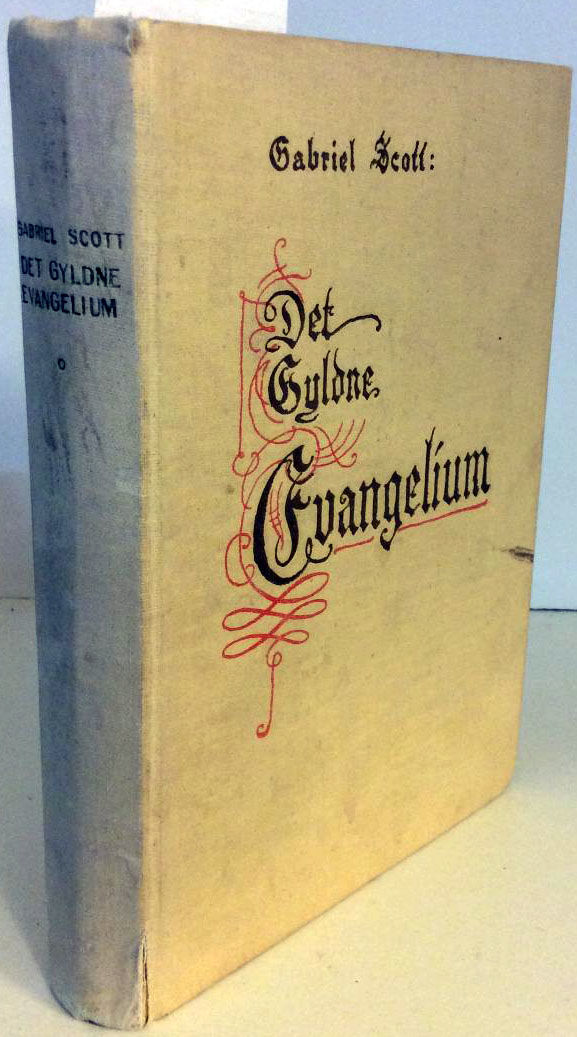 GABRIEL SCOTT
DET GYLDNE
EVANGELIUM
Gabriel Scott:
Det
Gyldne
Evangelium